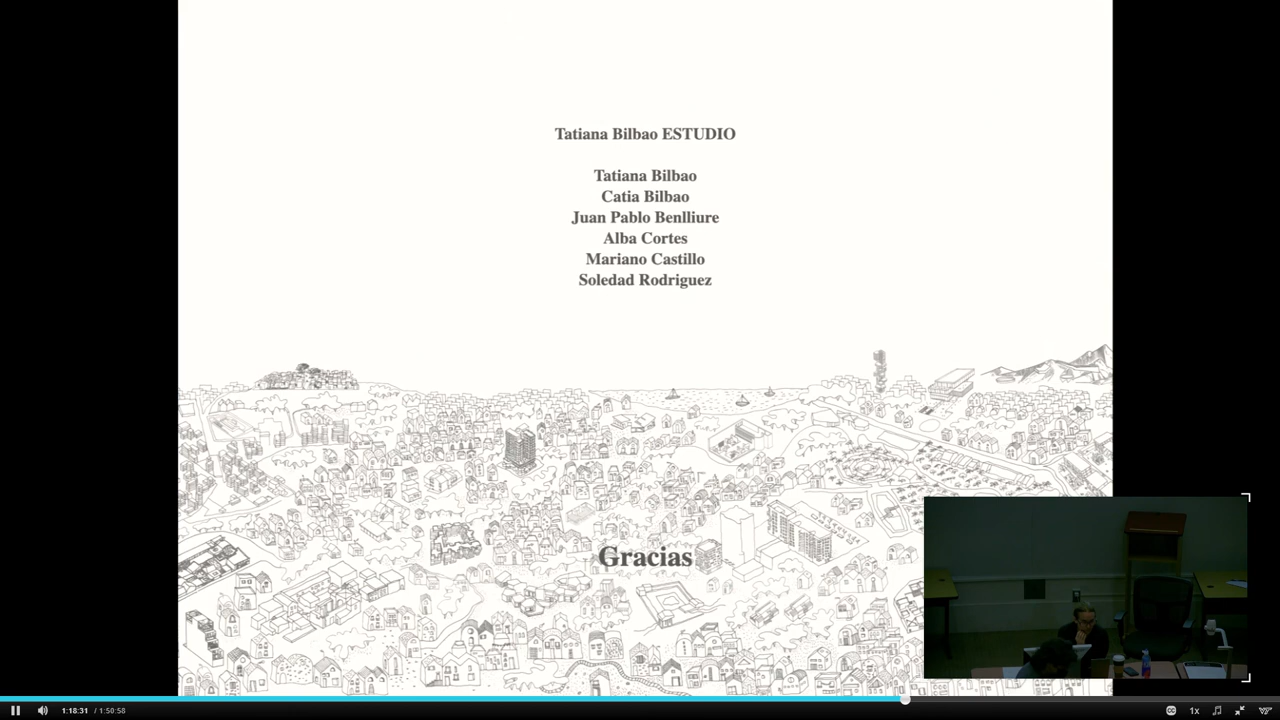 Tatiana Bilbao ESTUDIO
Tatiana Bilbao
Catia Bilbao
Juan Pablo Benlliure
Alba Cortes
Mariano Castillo
Soledad Rodriguez
Gracias
1:18:31 / 1:50:58
CC
1x